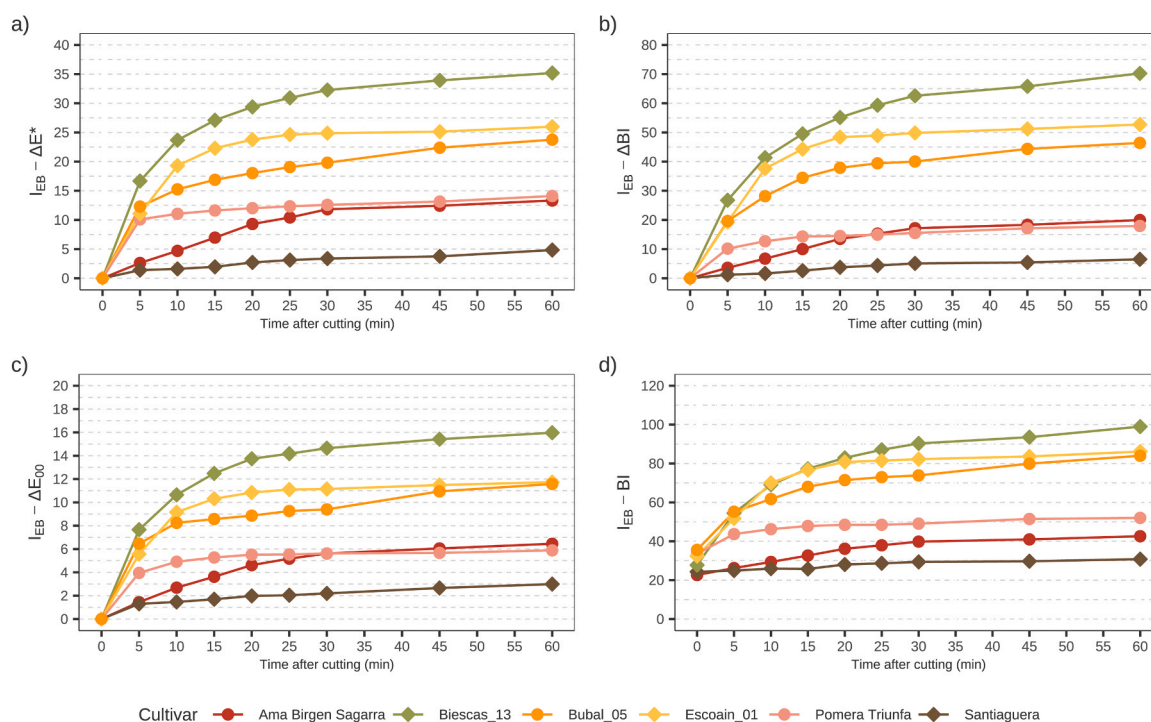 a)
40
35
30
25
20
15
10
5
0
I_EB – ΔE*
0 5 10 15 20 25 30 35 40 45 50 55 60
Time after cutting (min)
b)
80
70
60
50
40
30
20
10
0
I_EB – ΔBI
0 5 10 15 20 25 30 35 40 45 50 55 60
Time after cutting (min)
c)
20
18
16
14
12
10
8
6
4
2
0
I_EB – ΔE_00
0 5 10 15 20 25 30 35 40 45 50 55 60
Time after cutting (min)
d)
120
100
80
60
40
20
0
I_EB – BI
0 5 10 15 20 25 30 35 40 45 50 55 60
Time after cutting (min)
Cultivar Ama Birgen Sagarra Biescas_13 Bubal_05 Escoain_01 Pomera Triunfa Santiaguera